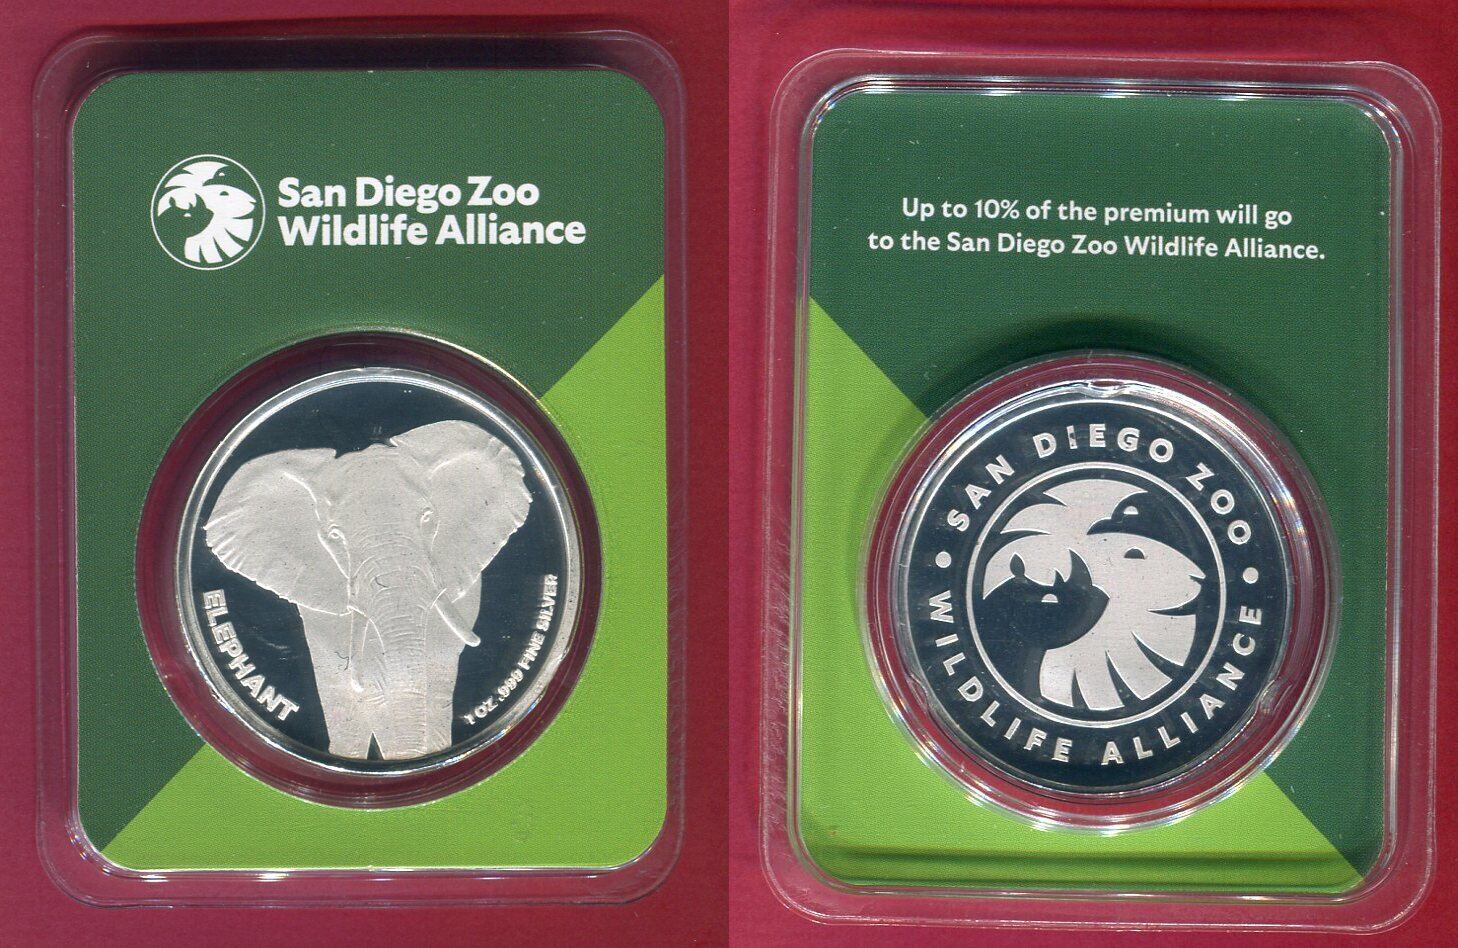 San Diego Zoo
Wildlife Alliance
ELEPHANT
1 OZ .999 FINE SILVER
Up to 10% of the premium will go
to the San Diego Zoo Wildlife Alliance.
SAN DIEGO ZOO
WILDLIFE ALLIANCE